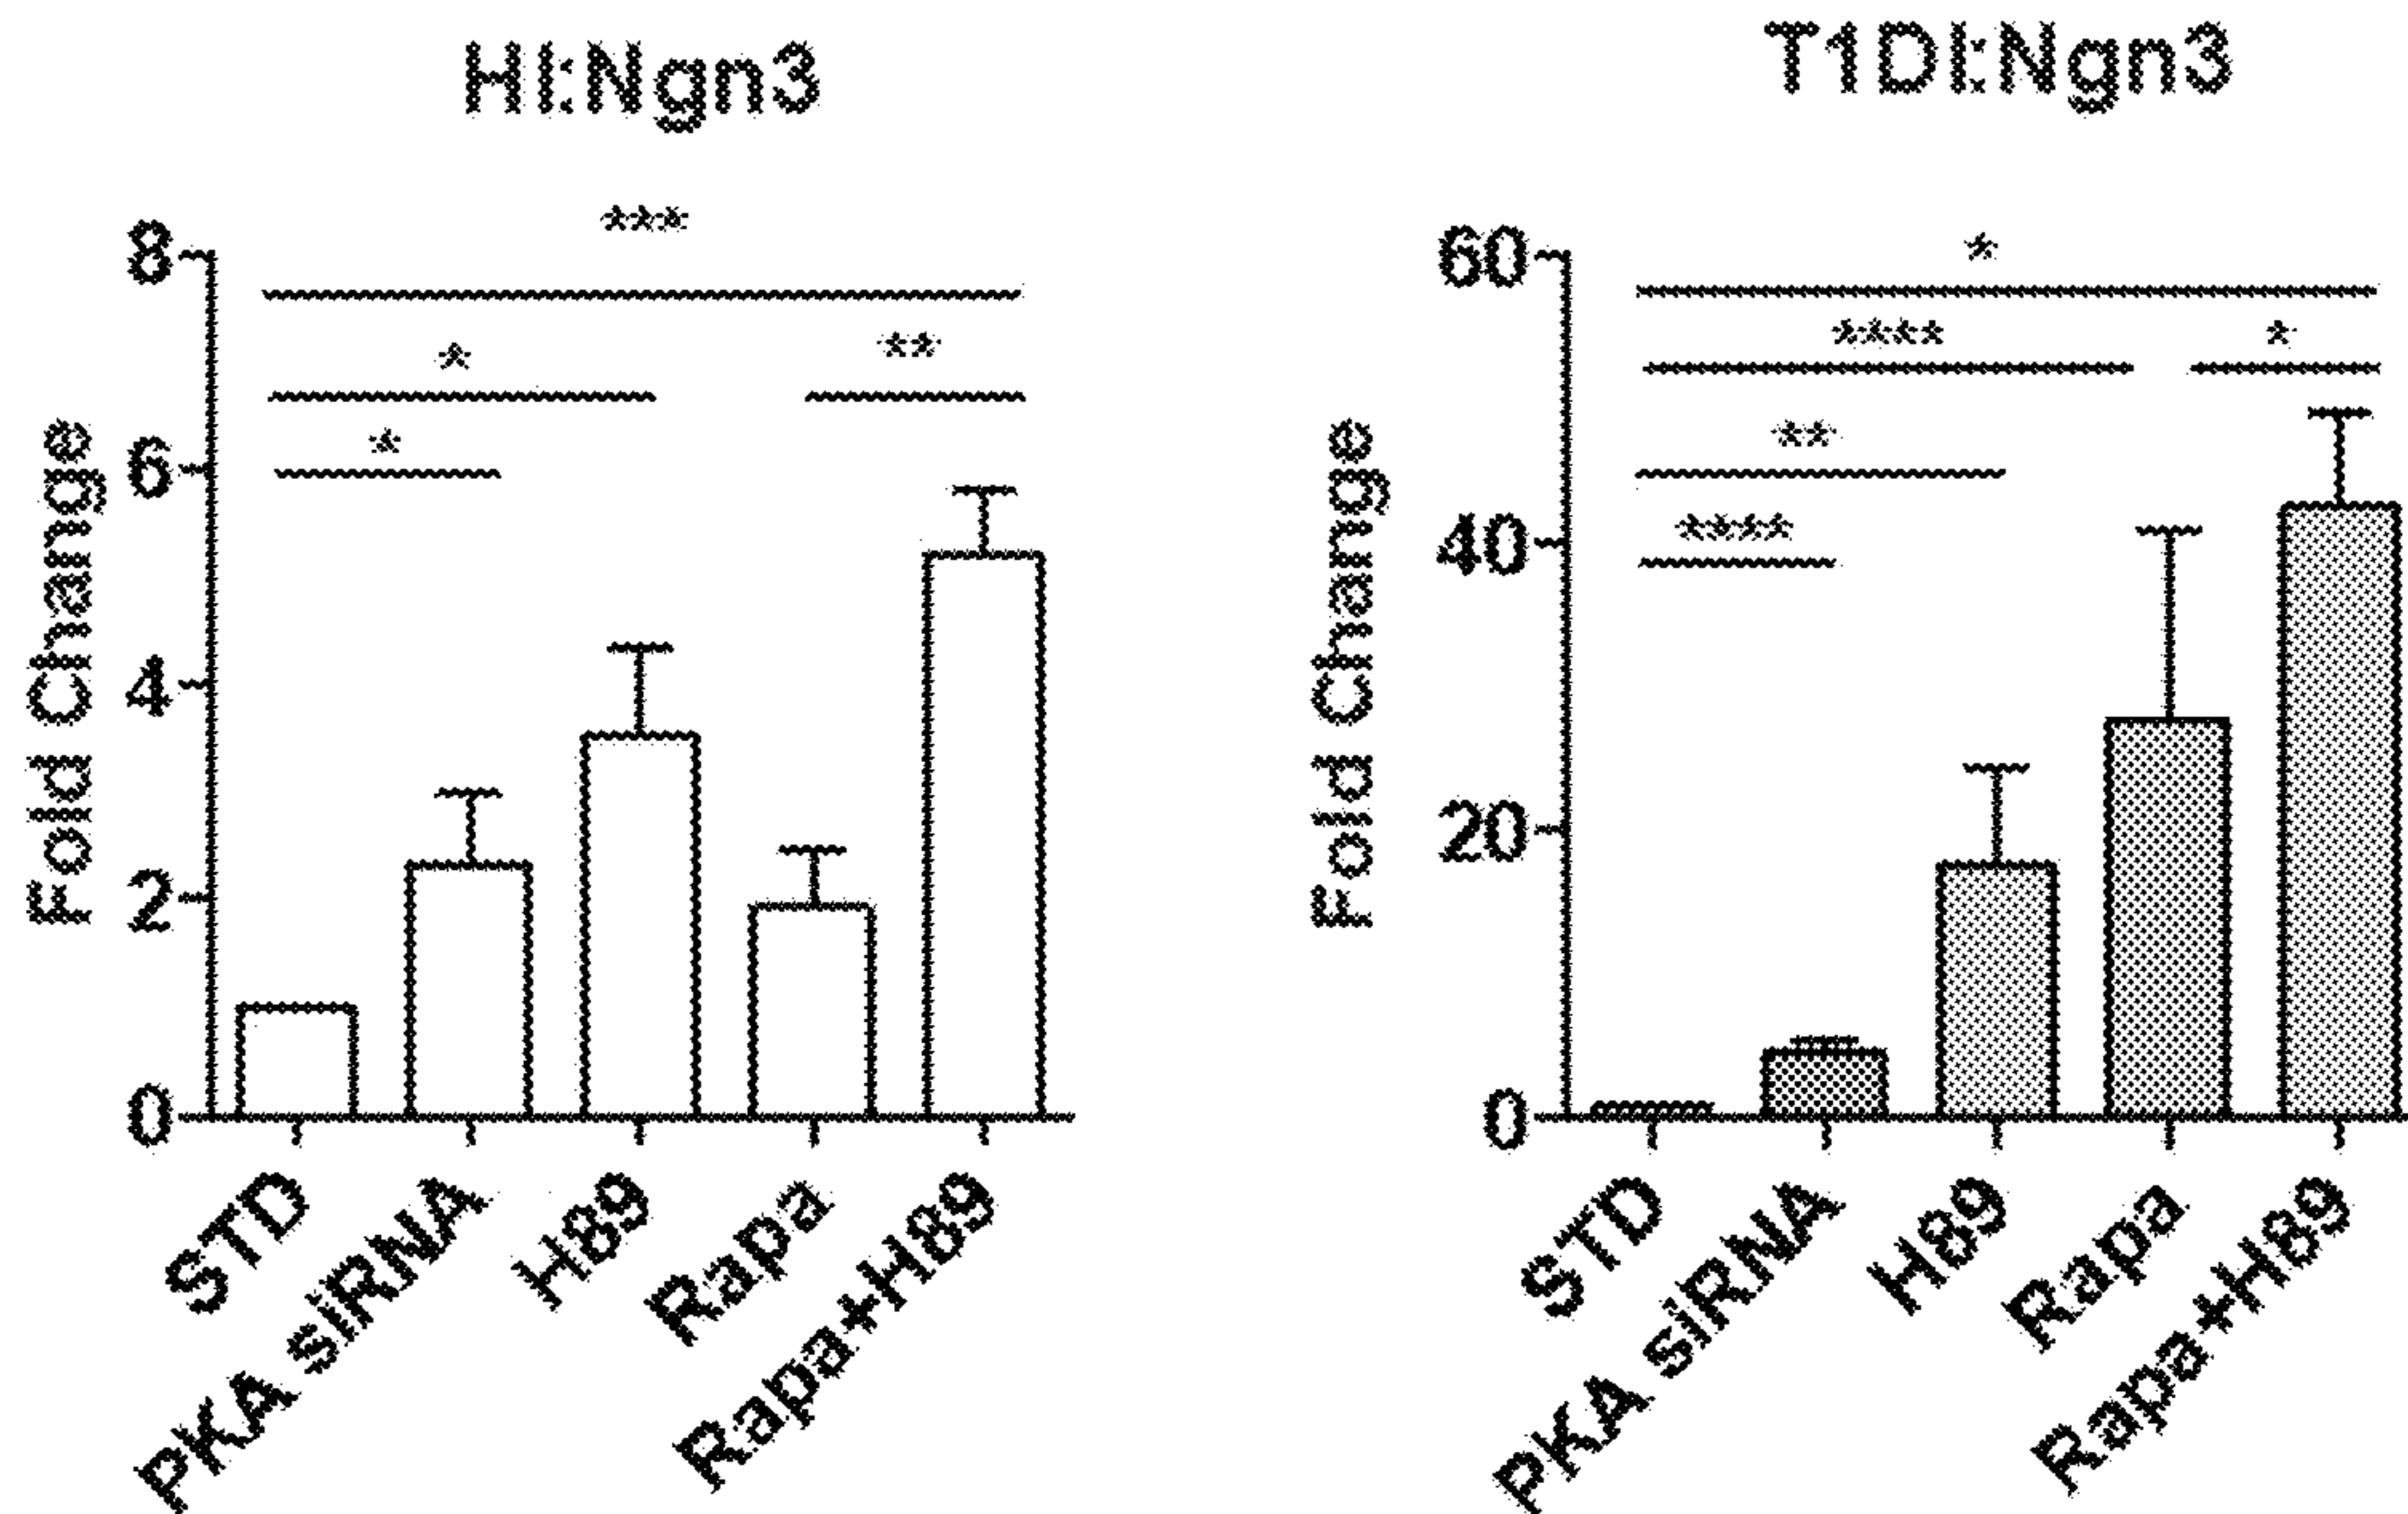 HI:Ngn3
***
*
**
*
Fold Change
8
6
4
2
0
STD
PKA siRNA
H89
Rapa
Rapa+H89
T1DI:Ngn3
*
****
*
**
****
Fold Change
60
40
20
0
STD
PKA siRNA
H89
Rapa
Rapa+H89